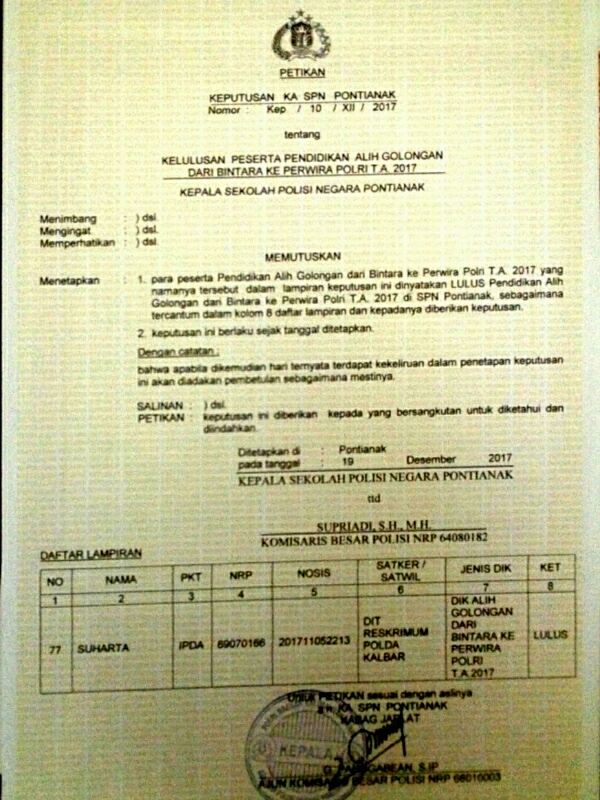 PETIKAN
KEPUTUSAN KA SPN PONTIANAK
Nomor : Kep / 10 / XII / 2017
tentang
KELULUSAN PESERTA PENDIDIKAN ALIH GOLONGAN
DARI BINTARA KE PERWIRA POLRI T.A. 2017
KEPALA SEKOLAH POLISI NEGARA PONTIANAK
Menimbang : ) dsl.
Mengingat : ) dsl.
Memperhatikan : ) dsl.
MEMUTUSKAN
Menetapkan : 1. para peserta Pendidikan Alih Golongan dari Bintara ke Perwira Polri T.A. 2017 yang
namanya tersebut dalam lampiran keputusan ini dinyatakan LULUS Pendidikan Alih
Golongan dari Bintara ke Perwira Polri T.A. 2017 di SPN Pontianak, sebagaimana
tercantum dalam kolom 8 daftar lampiran dan kepadanya diberikan keputusan.
2. keputusan ini berlaku sejak tanggal ditetapkan.
Dengan catatan :
bahwa apabila dikemudian hari ternyata terdapat kekeliruan dalam penetapan keputusan
ini akan diadakan pembetulan sebagaimana mestinya.
SALINAN : ) dsl.
PETIKAN : keputusan ini diberikan kepada yang bersangkutan untuk diketahui dan
diindahkan.
Ditetapkan di : Pontianak
pada tanggal : 19 Desember 2017
KEPALA SEKOLAH POLISI NEGARA PONTIANAK
ttd
SUPRIADI, S.H., M.H.
KOMISARIS BESAR POLISI NRP 64080182
DAFTAR LAMPIRAN
NO NAMA PKT NRP NOSIS SATKER / SATWIL JENIS DIK KET
1 2 3 4 5 6 7 8
77 SUHARTA IPDA 69070166 201711052213 DIT RESKRIMUM POLDA KALBAR DIK ALIH GOLONGAN DARI BINTARA KE PERWIRA POLRI T.A.2017 LULUS
Untuk PETIKAN sesuai dengan aslinya
a.n. KA SPN PONTIANAK
KABAG JARLAT
KEPALA
S.IP
AJUN KOMISARIS BESAR POLISI NRP 66010003